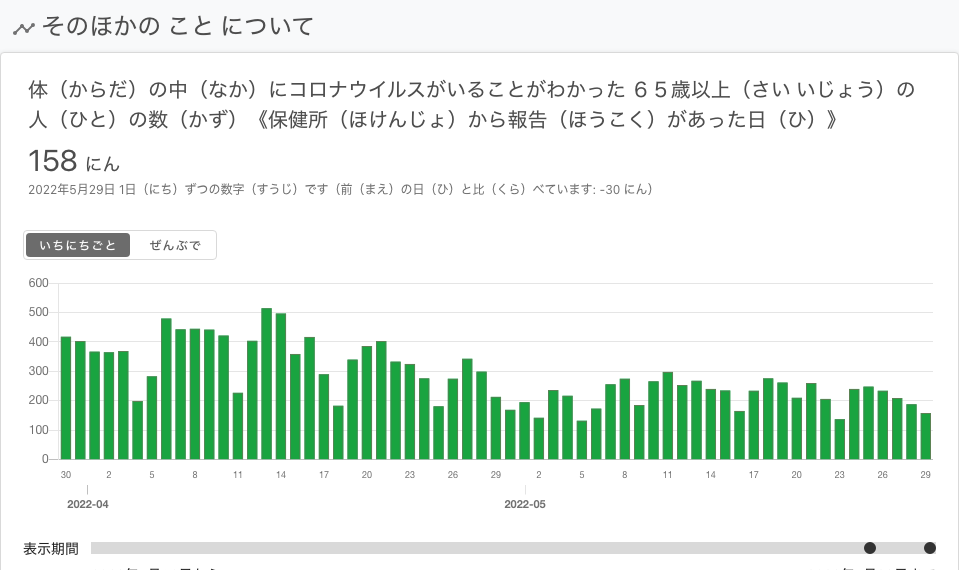 そのほかの こと について
体（からだ）の中（なか）にコロナウイルスがいることがわかった ６５歳以上（さい いじょう）の
人（ひと）の数（かず）《保健所（ほけんじょ）から報告（ほうこく）があった日（ひ）》
158 にん
2022年5月29日 1日（にち）ずつの数字（すうじ）です（前（まえ）の日（ひ）と比（くら）べています: -30 にん）
いちにちごと ぜんぶで
600
500
400
300
200
100
0
30 2 5 8 11 14 17 20 23 26 29 2 5 8 11 14 17 20 23 26 29
2022-04 2022-05
表示期間